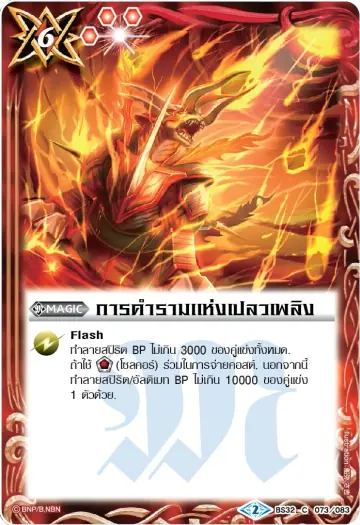 6
MAGIC การคำรามแห่งเปลวเพลิง
Flash
ทำลายสปิริต BP ไม่เกิน 3000 ของคู่แข่งทั้งหมด.
ถ้าใช้ (โซลคอร์) ร่วมในการจ่ายคอสต์, นอกจากนี้
ทำลายสปิริต/อัลติเมท BP ไม่เกิน 10000 ของคู่แข่ง
1 ตัวด้วย.
Illustration
© BNP/B.NBN
2
BS32 C 073/083